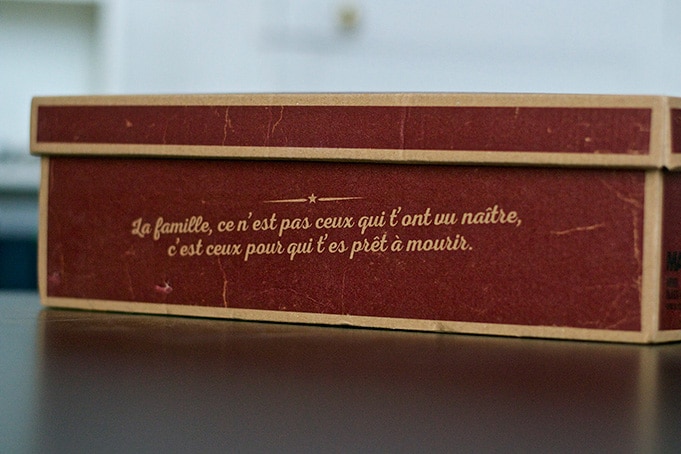 La famille, ce n'est pas ceux qui t'ont vu naître,
c'est ceux pour qui t'es prêt à mourir.